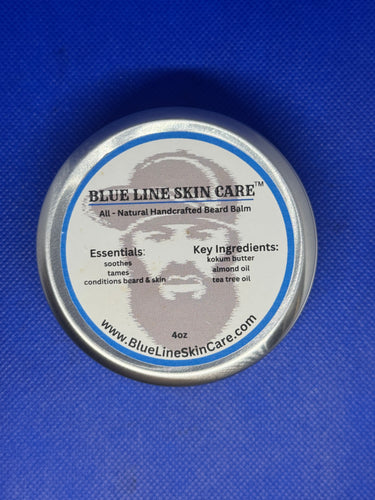 BLUE LINE SKIN CARE™
All - Natural Handcrafted Beard Balm
Essentials:
soothes
tames
conditions beard & skin
Key Ingredients:
kokum butter
almond oil
tea tree oil
4oz
www.BlueLineSkinCare.com